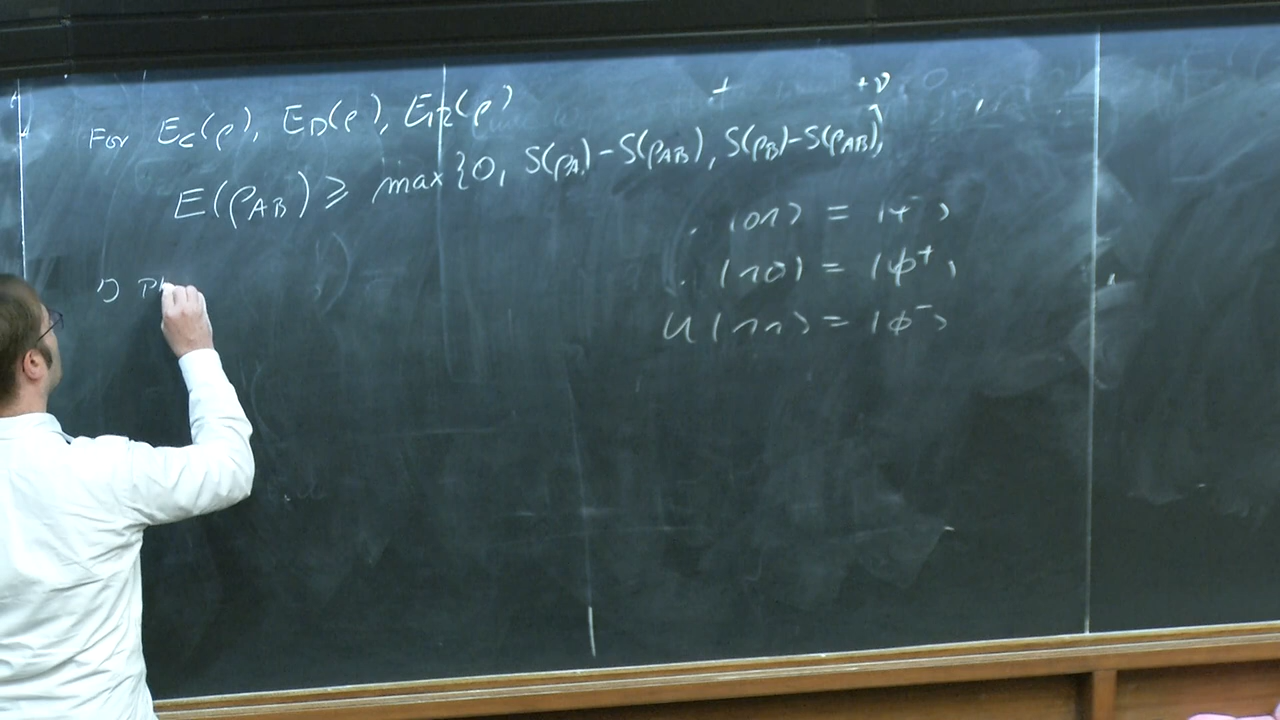 For E_C(ρ), E_D(ρ), E_R(ρ)
E(ρ_AB) ≥ max {0, S(ρ_A) - S(ρ_AB), S(ρ_B) - S(ρ_AB)}
|01⟩ = |ψ⁻⟩
|10⟩ = |φ⁺⟩
U |11⟩ = |φ⁻⟩
1)